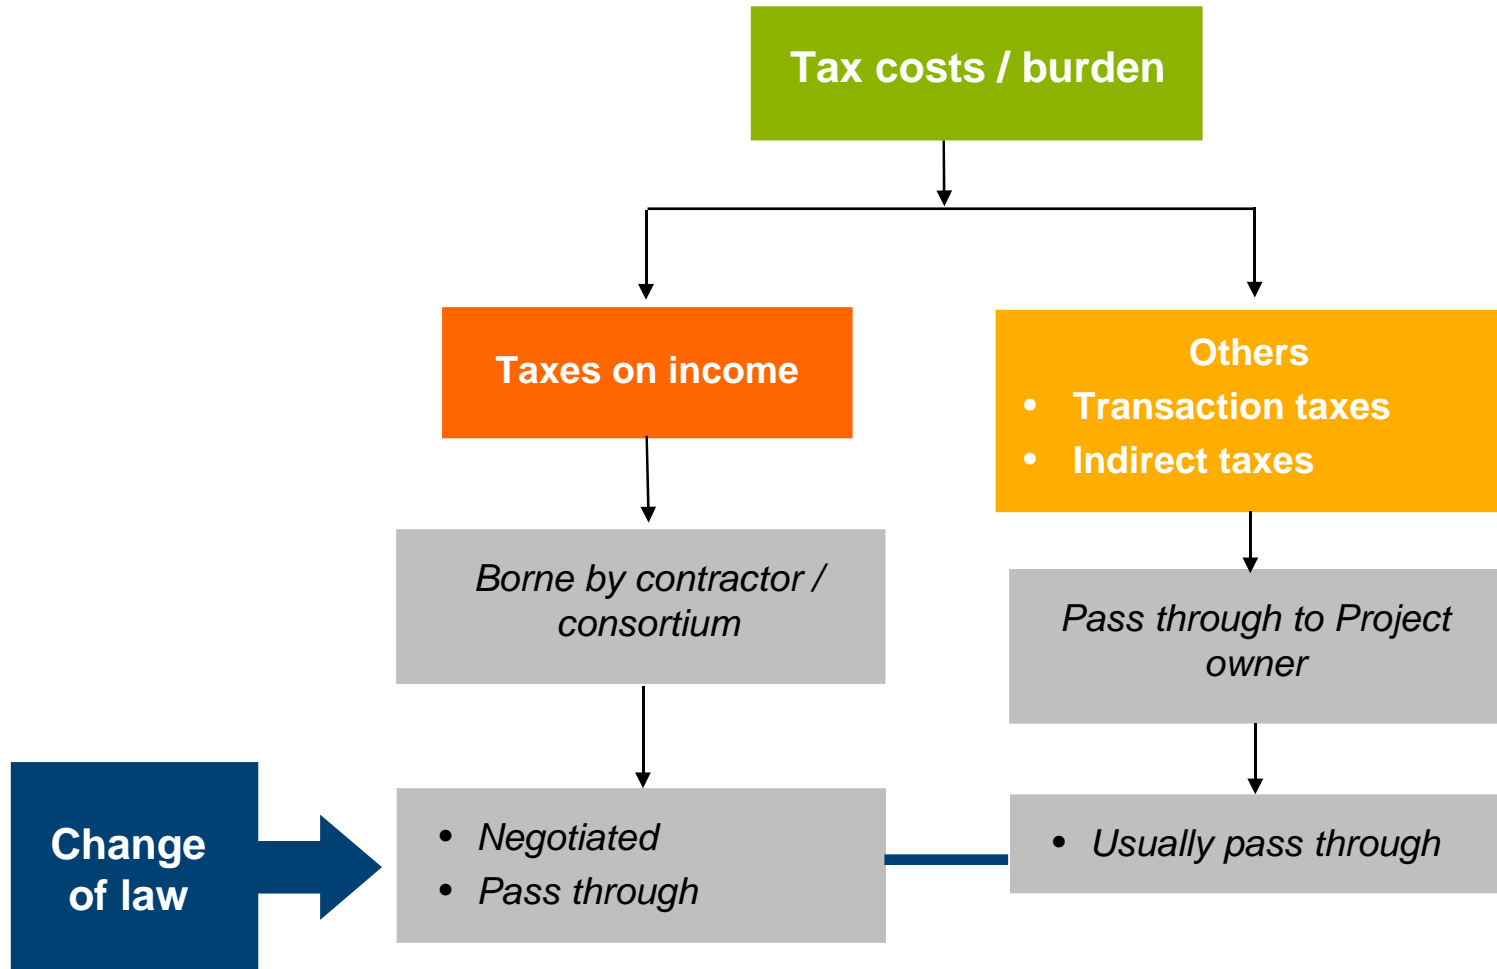 Tax costs / burden
Taxes on income
Others
• Transaction taxes
• Indirect taxes
Borne by contractor /
consortium
Pass through to Project
owner
Change
of law
• Negotiated
• Pass through
• Usually pass through